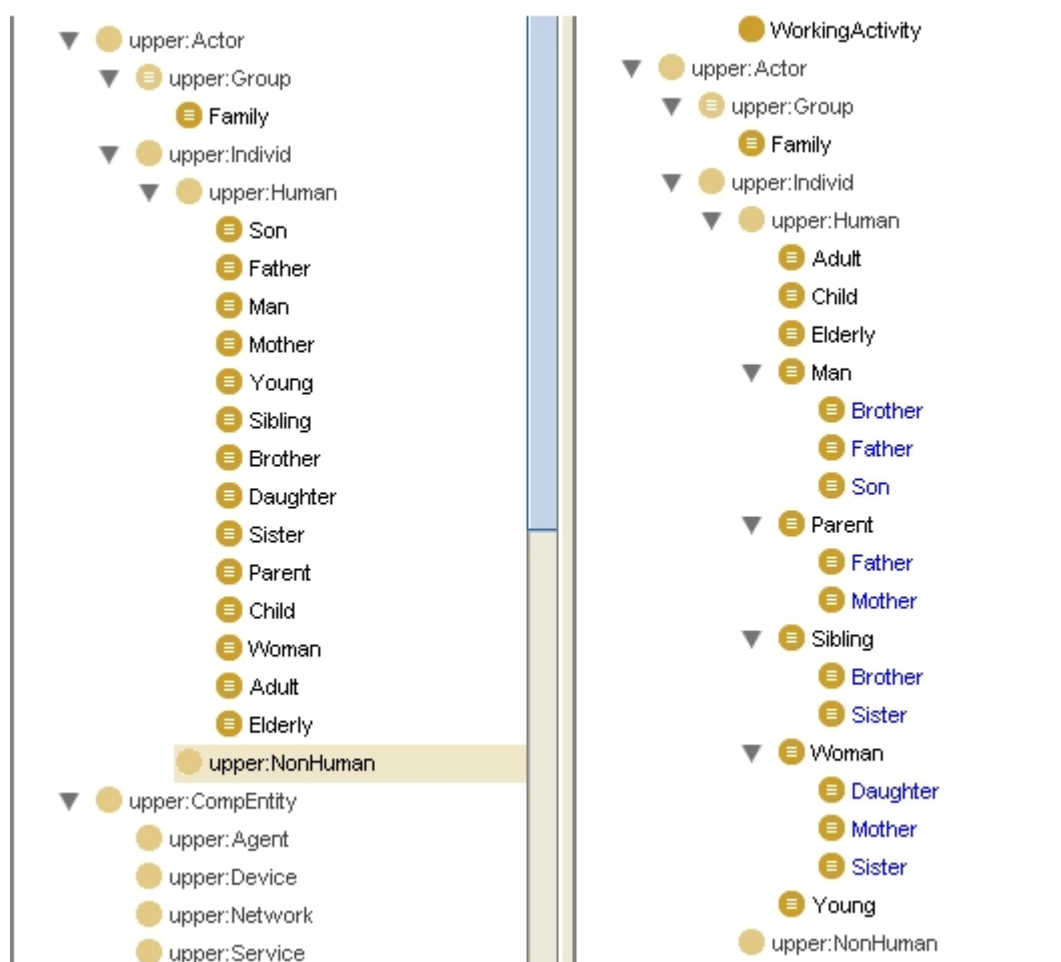 upper:Actor
upper:Group
Family
upper:Individ
upper:Human
Son
Father
Man
Mother
Young
Sibling
Brother
Daughter
Sister
Parent
Child
Woman
Adult
Elderly
upper:NonHuman
upper:CompEntity
upper:Agent
upper:Device
upper:Network
upper:Service
WorkingActivity
upper:Actor
upper:Group
Family
upper:Individ
upper:Human
Adult
Child
Elderly
Man
Brother
Father
Son
Parent
Father
Mother
Sibling
Brother
Sister
Woman
Daughter
Mother
Sister
Young
upper:NonHuman